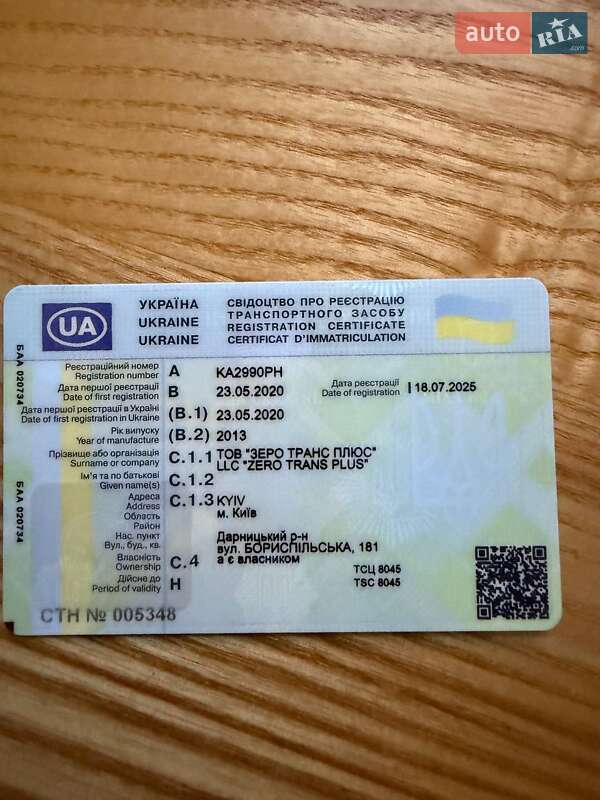 auto RIA .com
UA
УКРАЇНА
UKRAINE
UKRAINE
СВІДОЦТВО ПРО РЕЄСТРАЦІЮ
ТРАНСПОРТНОГО ЗАСОБУ
REGISTRATION CERTIFICATE
CERTIFICAT D'IMMATRICULATION
БАА 020734
Реєстраційний номер
Registration number
A KA2990PH
Дата першої реєстрації
Date of first registration
B 23.05.2020
Дата реєстрації
Date of registration
I 18.07.2025
Дата першої реєстрації в Україні
Date of first registration in Ukraine
(B.1) 23.05.2020
Рік випуску
Year of manufacture
(B.2) 2013
Прізвище або організація
Surname or company
C.1.1 ТОВ "ЗЕРО ТРАНС ПЛЮС"
LLC "ZERO TRANS PLUS"
Ім'я та по батькові
Given name(s)
C.1.2
Адреса
Address
C.1.3 KYIV
Область
м. Київ
Район
Нас. пункт
Дарницький р-н
Вул., буд., кв.
вул. БОРИСПІЛЬСЬКА, 181
Власність
Ownership
C.4 а є власником
Дійсне до
Period of validity
H
ТСЦ 8045
TSC 8045
БАА 020734
СТН № 005348